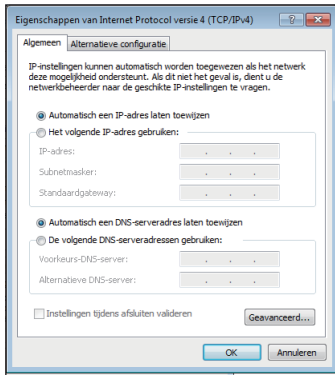 Eigenschappen van Internet Protocol versie 4 (TCP/IPv4)
Algemeen
Alternatieve configuratie
IP-instellingen kunnen automatisch worden toegewezen als het netwerk
deze mogelijkheid ondersteunt. Als dit niet het geval is, dient u de
netwerkbeheerder naar de geschikte IP-instellingen te vragen.
Automatisch een IP-adres laten toewijzen
Het volgende IP-adres gebruiken:
IP-adres:
Subnetmasker:
Standaardgateway:
Automatisch een DNS-serveradres laten toewijzen
De volgende DNS-serveradressen gebruiken:
Voorkeurs-DNS-server:
Alternatieve DNS-server:
Instellingen tijdens afsluiten valideren
Geavanceerd...
OK
Annuleren